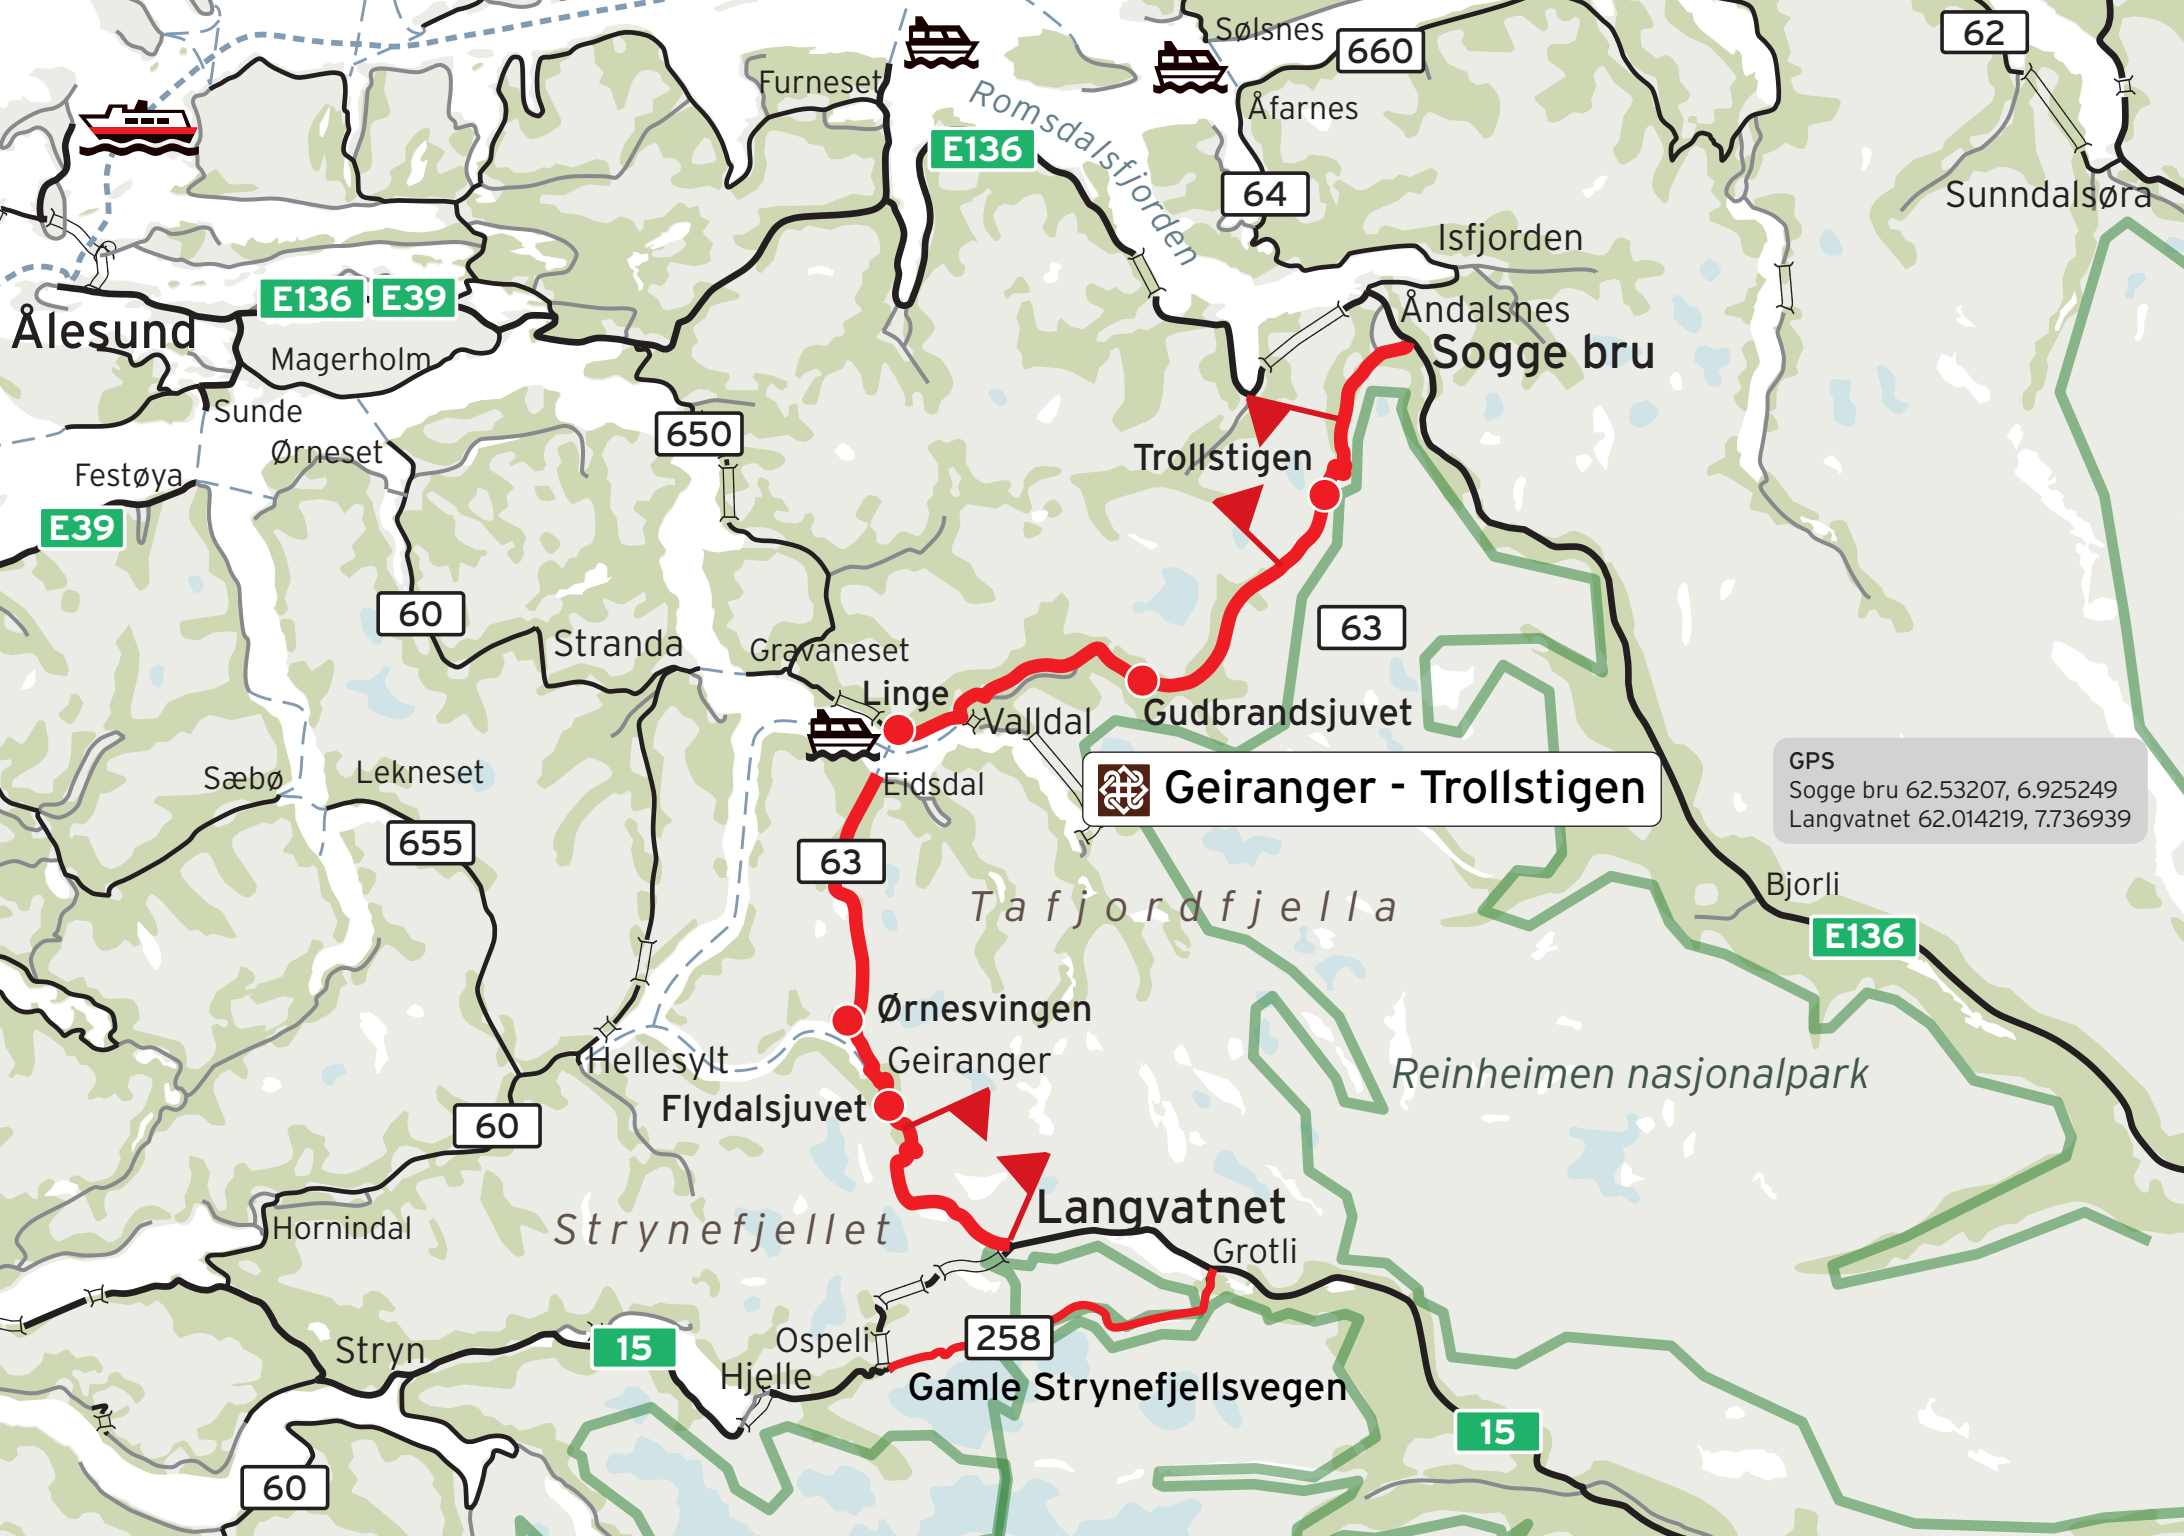 Sølsnes
660
62
Furneset
Åfarnes
Romsdalsfjorden
E136
64
Sunndalsøra
Isfjorden
E136
E39
Åndalsnes
Ålesund
Magerholm
Sogge bru
Sunde
650
Ørneset
Trollstigen
Festøya
E39
60
63
Stranda
Gravaneset
Linge
Valldal
Gudbrandsjuvet
Geiranger - Trollstigen
GPS
Sogge bru 62.53207, 6.925249
Langvatnet 62.014219, 7.736939
Sæbø
Lekneset
Eidsdal
655
63
Bjorli
Tafjordfjella
E136
Ørnesvingen
Geiranger
Hellesylt
Reinheimen nasjonalpark
Flydalsjuvet
60
Langvatnet
Hornindal
Strynefjellet
Grotli
Ospeli
258
Stryn
15
Hjelle
Gamle Strynefjellsvegen
15
60